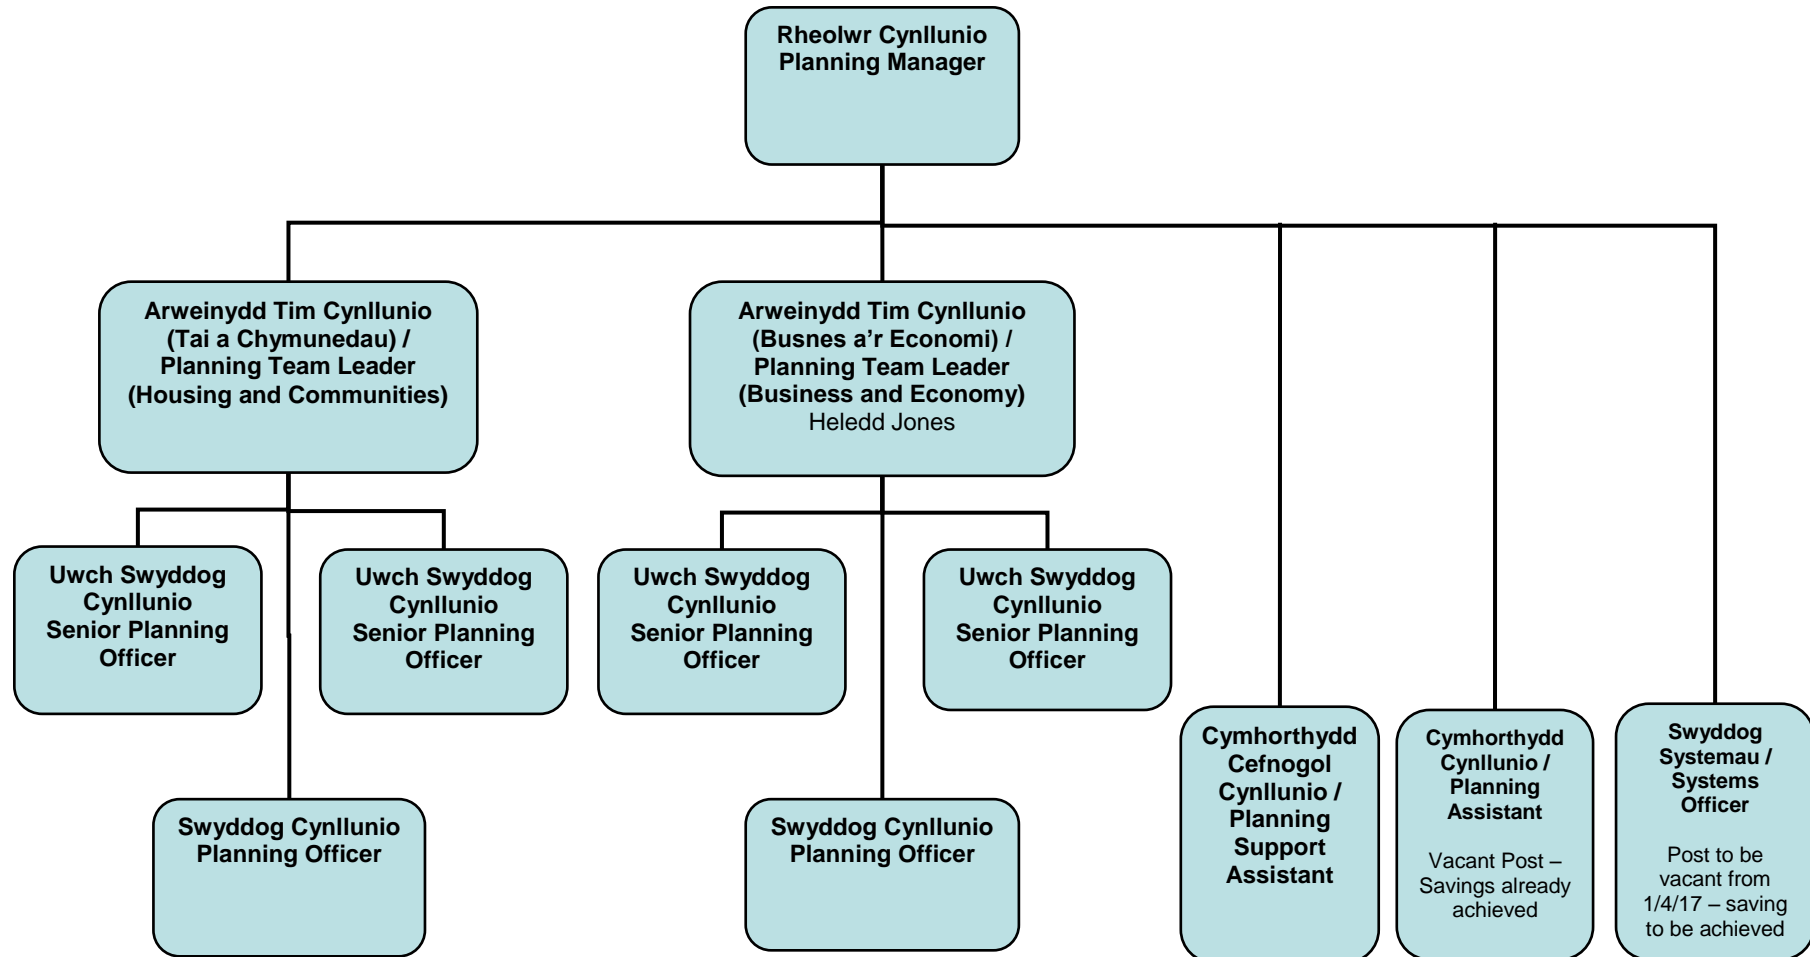 Rheolwr Cynllunio
Planning Manager
Arweinydd Tim Cynllunio
(Tai a Chymunedau) /
Planning Team Leader
(Housing and Communities)
Arweinydd Tim Cynllunio
(Busnes a’r Economi) /
Planning Team Leader
(Business and Economy)
Heledd Jones
Uwch Swyddog
Cynllunio
Senior Planning
Officer
Uwch Swyddog
Cynllunio
Senior Planning
Officer
Uwch Swyddog
Cynllunio
Senior Planning
Officer
Uwch Swyddog
Cynllunio
Senior Planning
Officer
Swyddog Cynllunio
Planning Officer
Swyddog Cynllunio
Planning Officer
Cymhorthydd
Cefnogol
Cynllunio /
Planning
Support
Assistant
Cymhorthydd
Cynllunio /
Planning
Assistant
Vacant Post –
Savings already
achieved
Swyddog
Systemau /
Systems
Officer
Post to be
vacant from
1/4/17 – saving
to be achieved